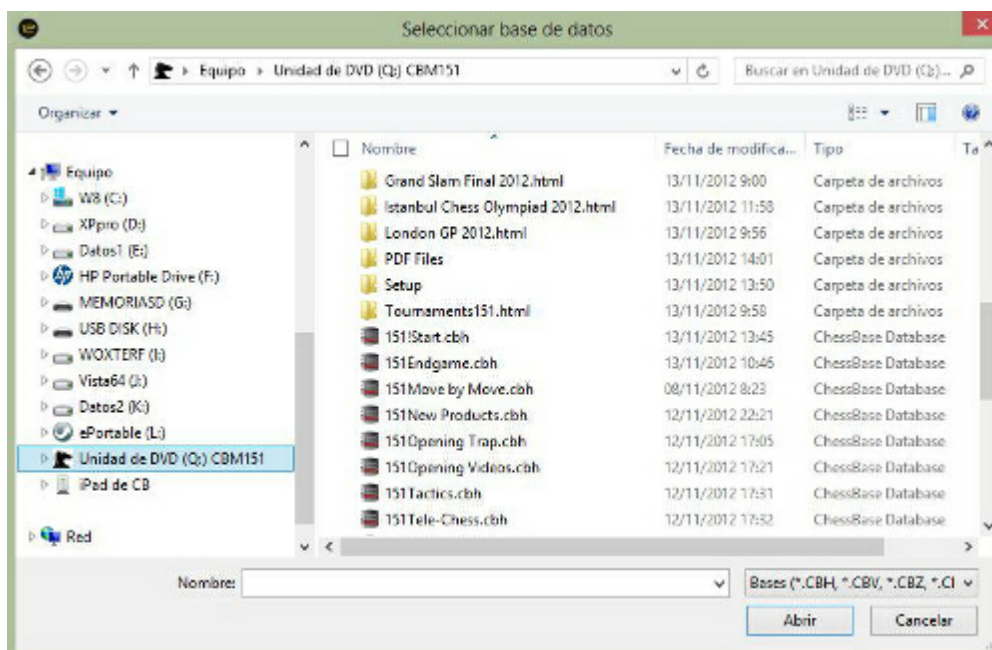 Seleccionar base de datos
Equipo Unidad de DVD (Q:) CBM151
Buscar en Unidad de DVD (Q:)...
Organizar
Nombre Fecha de modifica... Tipo Ta
Equipo
W8 (C:)
XPpro (D:)
Datos1 (E:)
HP Portable Drive (F:)
MEMORIASD (G:)
USB DISK (H:)
WOXTERF (I:)
Vista64 (J:)
Datos2 (K:)
ePortable (L:)
Unidad de DVD (Q:) CBM151
iPad de CB
Red
Grand Slam Final 2012.html 13/11/2012 9:00 Carpeta de archivos
Istanbul Chess Olympiad 2012.html 13/11/2012 11:58 Carpeta de archivos
London GP 2012.html 13/11/2012 9:56 Carpeta de archivos
PDF Files 13/11/2012 14:01 Carpeta de archivos
Setup 13/11/2012 13:50 Carpeta de archivos
Tournaments151.html 13/11/2012 9:58 Carpeta de archivos
151!Start.cbh 13/11/2012 13:45 ChessBase Database
151Endgame.cbh 13/11/2012 10:46 ChessBase Database
151Move by Move.cbh 08/11/2012 8:23 ChessBase Database
151New Products.cbh 12/11/2012 22:21 ChessBase Database
151Opening Trap.cbh 12/11/2012 17:05 ChessBase Database
151Opening Videos.cbh 12/11/2012 17:21 ChessBase Database
151Tactics.cbh 12/11/2012 17:31 ChessBase Database
151Tele-Chess.cbh 12/11/2012 17:32 ChessBase Database
Nombre:
Bases (*.CBH, *.CBV, *.CBZ, *.CI
Abrir Cancelar